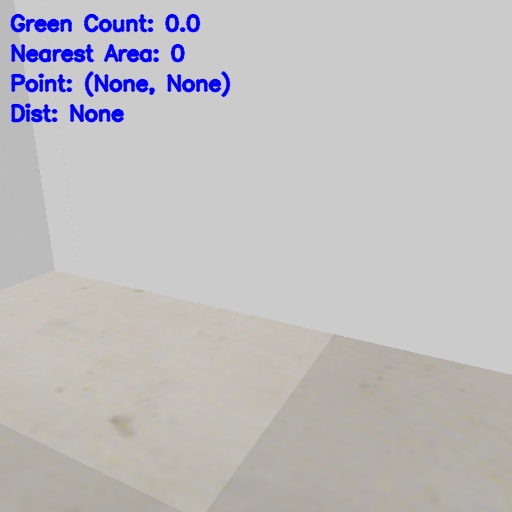 Green Count: 0.0
Nearest Area: 0
Point: (None, None)
Dist: None